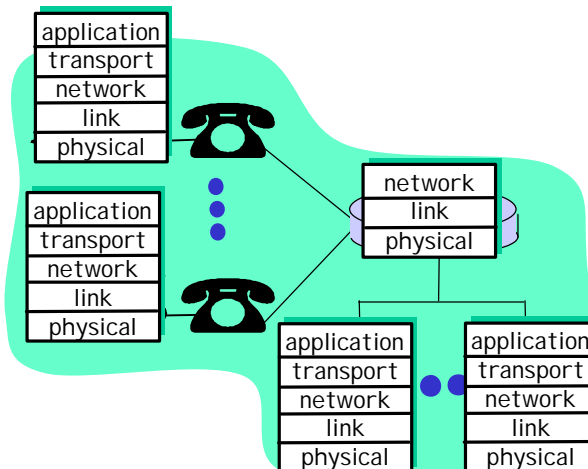 application
transport
network
link
physical
application
transport
network
link
physical
network
link
physical
application
transport
network
link
physical
application
transport
network
link
physical